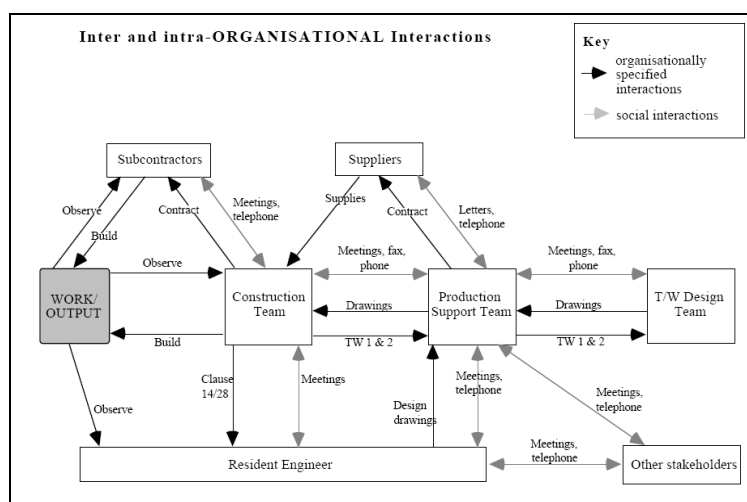 Inter and intra-ORGANISATIONAL Interactions
Key
organisationally
specified
interactions
social interactions
Subcontractors
Suppliers
Observe
Build
Contract
Meetings,
telephone
Supplies
Contract
Letters,
telephone
Observe
Meetings, fax,
phone
Meetings, fax,
phone
WORK/
OUTPUT
Construction
Team
Production
Support Team
T/W Design
Team
Drawings
Drawings
Build
TW 1 & 2
TW 1 & 2
Clause
14/28
Meetings
Meetings,
telephone
Meetings,
telephone
Observe
Design
drawings
Resident Engineer
Meetings,
telephone
Other stakeholders